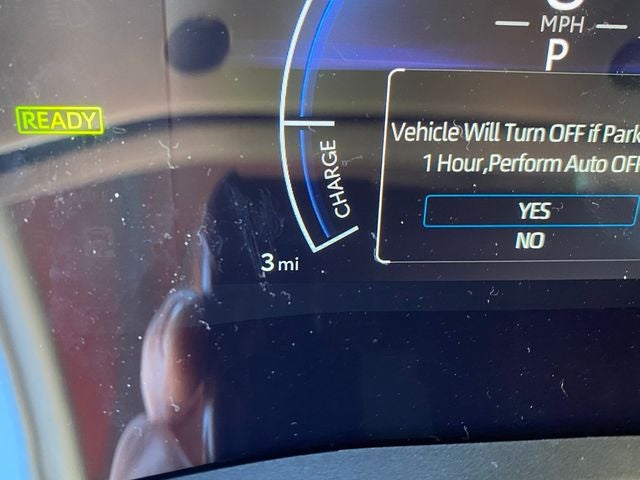 MPH
P
READY
Vehicle Will Turn OFF if Park
1 Hour,Perform Auto OFF
CHARGE
YES
NO
3 mi